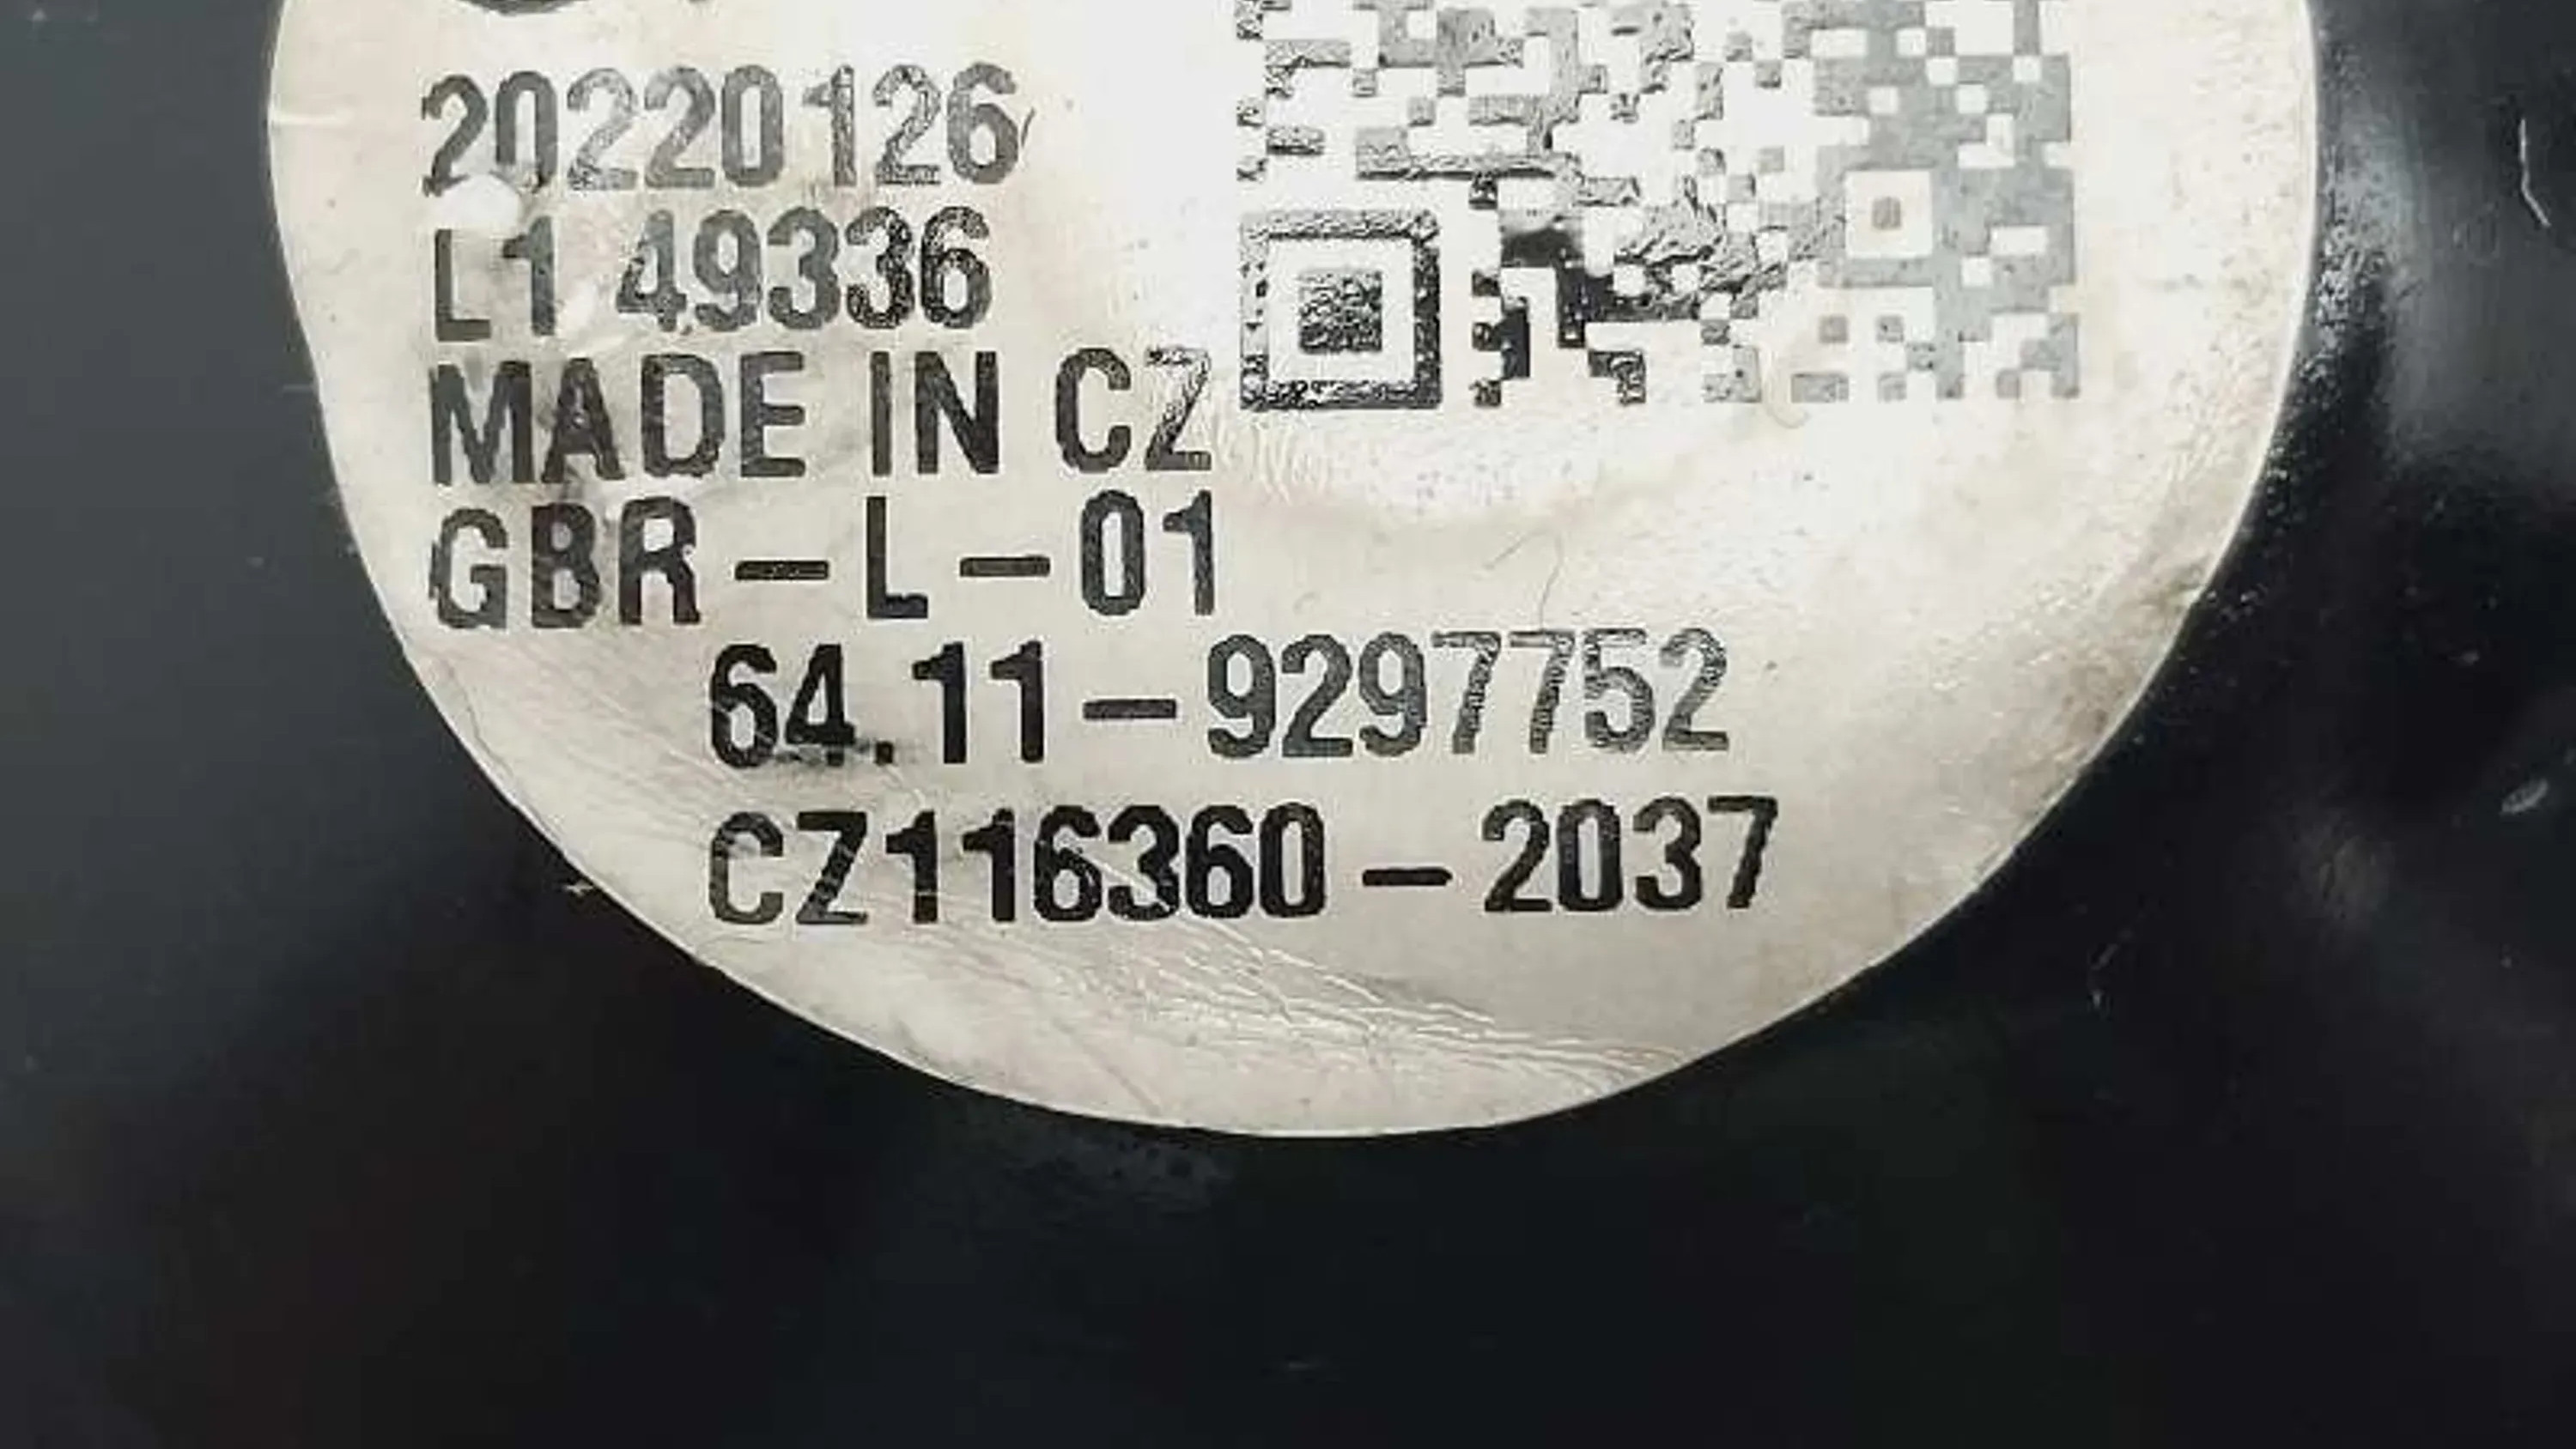 20220126
L1 49336
MADE IN CZ
GBR-L-01
64.11-9297752
CZ116360-2037